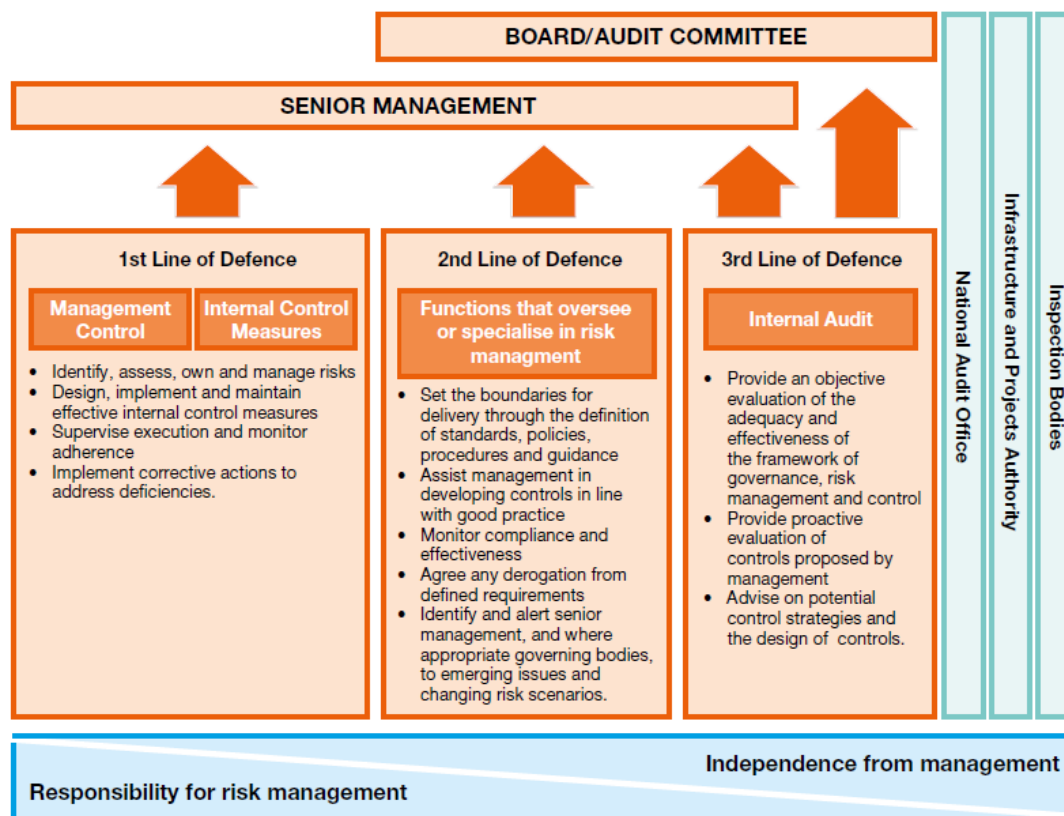 BOARD/AUDIT COMMITTEE
SENIOR MANAGEMENT
1st Line of Defence
Management
Control
Internal Control
Measures
• Identify, assess, own and manage risks
• Design, implement and maintain
effective internal control measures
• Supervise execution and monitor
adherence
• Implement corrective actions to
address deficiencies.
2nd Line of Defence
Functions that oversee
or specialise in risk
managment
• Set the boundaries for
delivery through the definition
of standards, policies,
procedures and guidance
• Assist management in
developing controls in line
with good practice
• Monitor compliance and
effectiveness
• Agree any derogation from
defined requirements
• Identify and alert senior
management, and where
appropriate governing bodies,
to emerging issues and
changing risk scenarios.
3rd Line of Defence
Internal Audit
• Provide an objective
evaluation of the
adequacy and
effectiveness of
the framework of
governance, risk
management and control
• Provide proactive
evaluation of
controls proposed by
management
• Advise on potential
control strategies and
the design of controls.
National Audit Office
Infrastructure and Projects Authority
Inspection Bodies
Independence from management
Responsibility for risk management